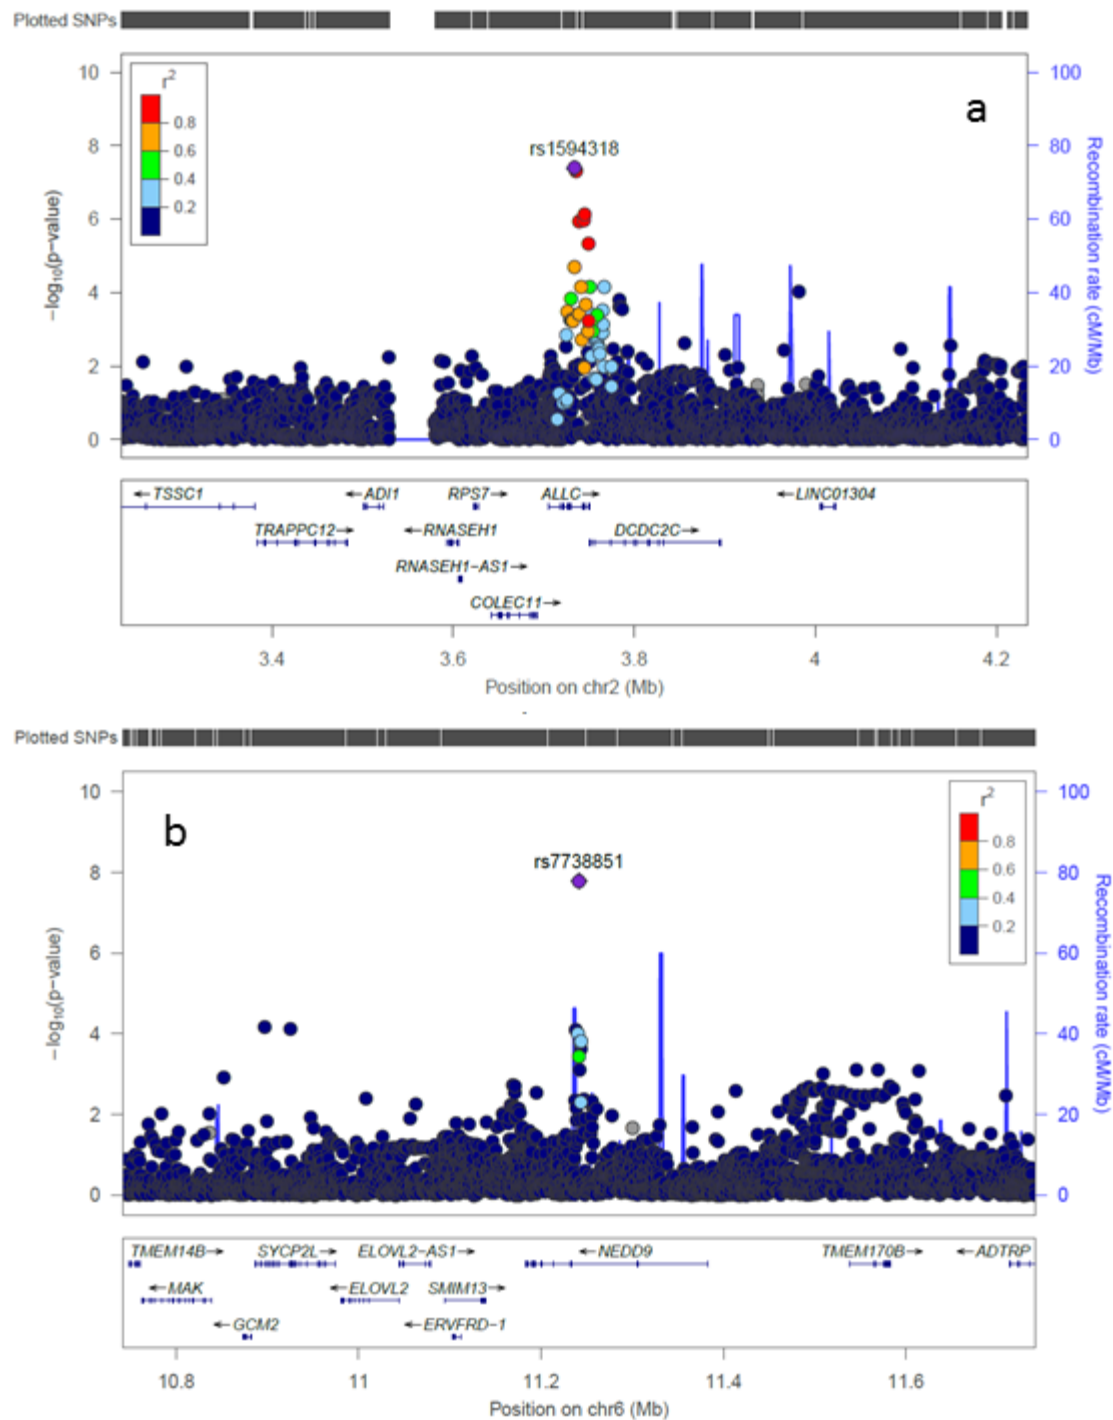 Plotted SNPs
10
8
6
4
2
0
−log10(p−value)
r2
0.8
0.6
0.4
0.2
rs1594318
a
100
80
60
40
20
0
Recombination rate (cM/Mb)
←TSSC1 ←ADI1 RPS7→ ALLC→ ←LINC01304
TRAPPC12→ ←RNASEH1 DCDC2C→
RNASEH1−AS1→
COLEC11→
3.4 3.6 3.8 4 4.2
Position on chr2 (Mb)
Plotted SNPs
10
8
6
4
2
0
−log10(p−value)
b
rs7738851
r2
0.8
0.6
0.4
0.2
100
80
60
40
20
0
Recombination rate (cM/Mb)
TMEM14B→ SYCP2L→ ELOVL2−AS1→ ←NEDD9 TMEM170B→ ←ADTRP
←MAK ←ELOVL2 SMIM13→
←GCM2 ←ERVFRD−1
10.8 11 11.2 11.4 11.6
Position on chr6 (Mb)